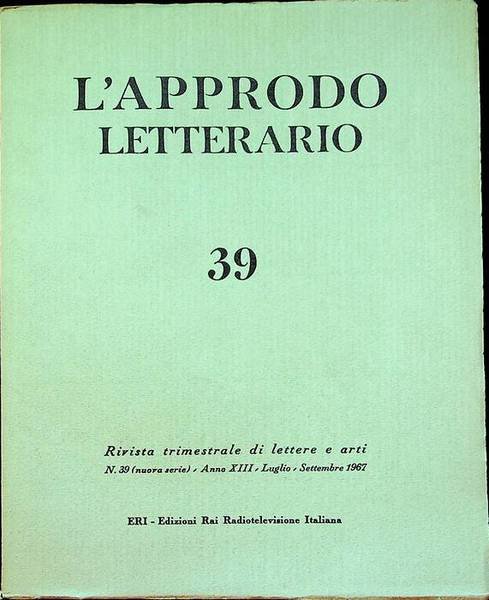 L'APPRODO
LETTERARIO
39
Rivista trimestrale di lettere e arti
N. 39 (nuova serie) - Anno XIII - Luglio - Settembre 1967
ERI - Edizioni Rai Radiotelevisione Italiana